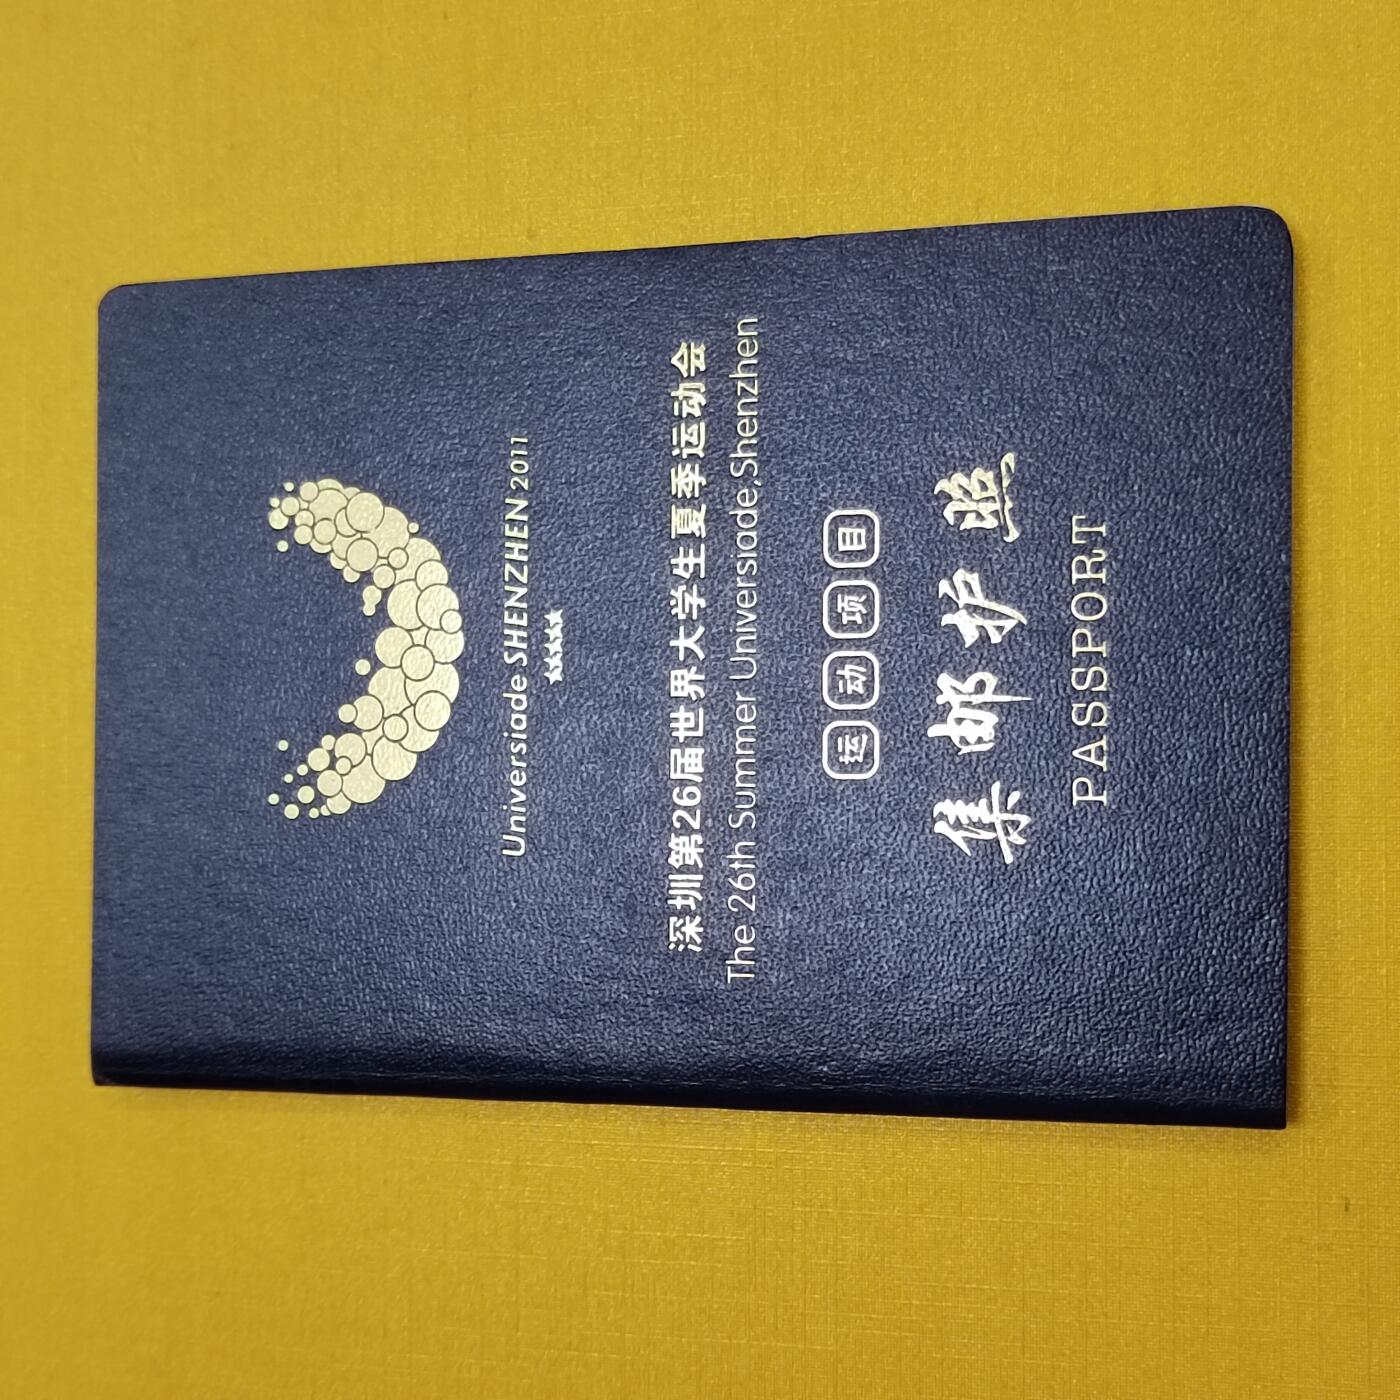 Universiade SHENZHEN 2011
深圳第26届世界大学生夏季运动会
The 26th Summer Universiade,Shenzhen
运动项目
集邮护照
PASSPORT